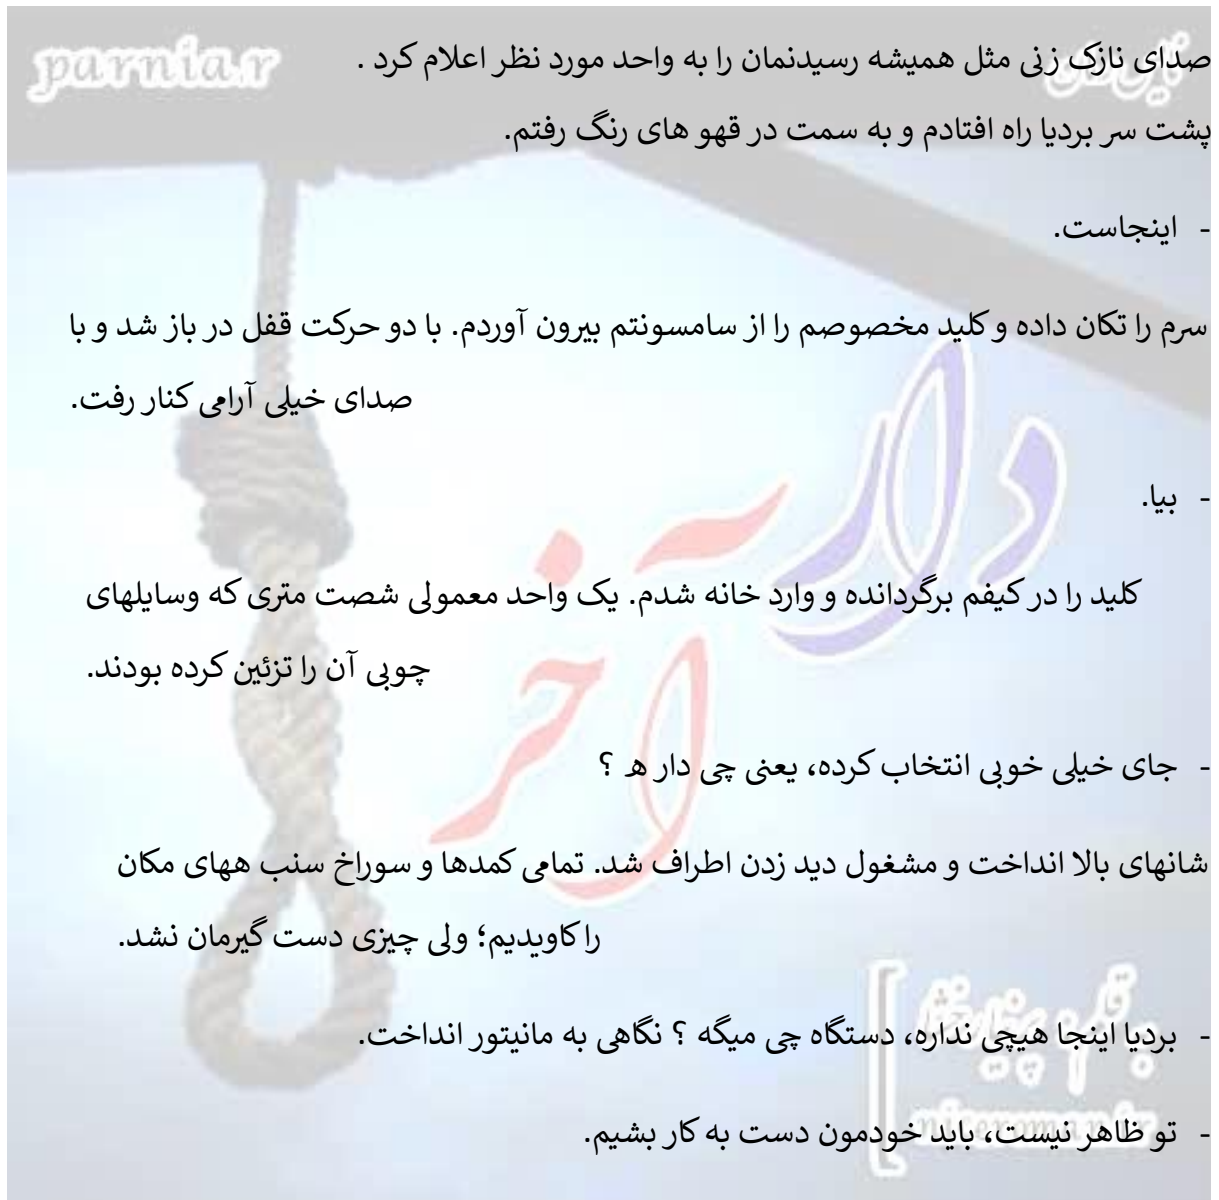 parnia.r
صدای نازک زنی مثل همیشه رسیدنمان را به واحد مورد نظر اعلام کرد .
پشت سر بردیا راه افتادم و به سمت در قهو های رنگ رفتم.
- اینجاست.
سرم را تکان داده و کلید مخصوصم را از سامسونتم بیرون آوردم. با دو حرکت قفل در باز شد و با
صدای خیلی آرامی کنار رفت.
- بیا.
کلید را در کیفم برگردانده و وارد خانه شدم. یک واحد معمولی شصت متری که وسایلهای
چوبی آن را تزئین کرده بودند.
- جای خیلی خوبی انتخاب کرده، یعنی چی دار ه ؟
شانهای بالا انداخت و مشغول دید زدن اطراف شد. تمامی کمدها و سوراخ سنب ههای مکان
را کاویدیم؛ ولی چیزی دست گیرمان نشد.
- بردیا اینجا هیچی نداره، دستگاه چی میگه ؟ نگاهی به مانیتور انداخت.
- تو ظاهر نیست، باید خودمون دست به کار بشیم.
دار
آخر